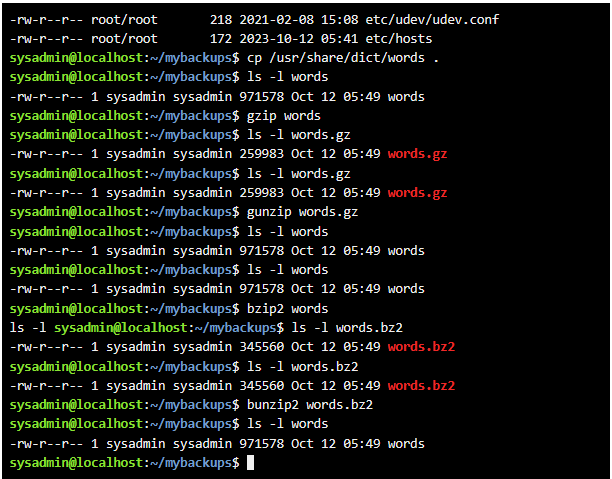 -rw-r--r-- root/root       218 2021-02-08 15:08 etc/udev/udev.conf
-rw-r--r-- root/root       172 2023-10-12 05:41 etc/hosts
sysadmin@localhost:~/mybackups$ cp /usr/share/dict/words .
sysadmin@localhost:~/mybackups$ ls -l words
-rw-r--r-- 1 sysadmin sysadmin 971578 Oct 12 05:49 words
sysadmin@localhost:~/mybackups$ gzip words
sysadmin@localhost:~/mybackups$ ls -l words.gz
-rw-r--r-- 1 sysadmin sysadmin 259983 Oct 12 05:49 words.gz
sysadmin@localhost:~/mybackups$ ls -l words.gz
-rw-r--r-- 1 sysadmin sysadmin 259983 Oct 12 05:49 words.gz
sysadmin@localhost:~/mybackups$ gunzip words.gz
sysadmin@localhost:~/mybackups$ ls -l words
-rw-r--r-- 1 sysadmin sysadmin 971578 Oct 12 05:49 words
sysadmin@localhost:~/mybackups$ ls -l words
-rw-r--r-- 1 sysadmin sysadmin 971578 Oct 12 05:49 words
sysadmin@localhost:~/mybackups$ bzip2 words
ls -l sysadmin@localhost:~/mybackups$ ls -l words.bz2
-rw-r--r-- 1 sysadmin sysadmin 345560 Oct 12 05:49 words.bz2
sysadmin@localhost:~/mybackups$ ls -l words.bz2
-rw-r--r-- 1 sysadmin sysadmin 345560 Oct 12 05:49 words.bz2
sysadmin@localhost:~/mybackups$ bunzip2 words.bz2
sysadmin@localhost:~/mybackups$ ls -l words
-rw-r--r-- 1 sysadmin sysadmin 971578 Oct 12 05:49 words
sysadmin@localhost:~/mybackups$